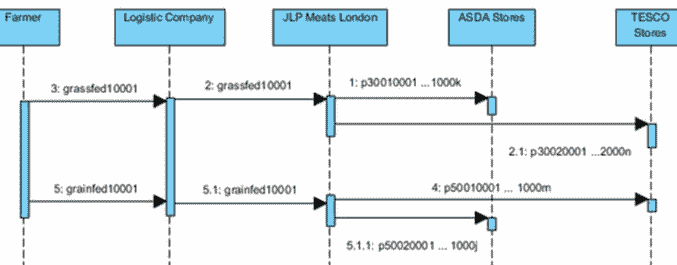 Farmer
Logistic Company
JLP Meats London
ASDA Stores
TESCO
Stores
3: grassfed10001
2: grassfed10001
1: p30010001 ...1000k
2.1: p30020001 ...2000n
5: grainfed10001
5.1: grainfed10001
4: p50010001 ... 1000m
5.1.1: p50020001 ... 1000j